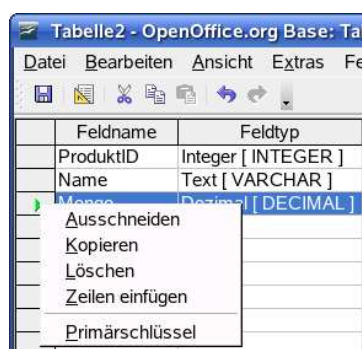 Tabelle2 - OpenOffice.org Base: Ta
Datei Bearbeiten Ansicht Extras Fe
Feldname Feldtyp
ProduktID Integer [ INTEGER ]
Name Text [ VARCHAR ]
Menge Dezimal [ DECIMAL ]
Ausschneiden
Kopieren
Löschen
Zeilen einfügen
Primärschlüssel